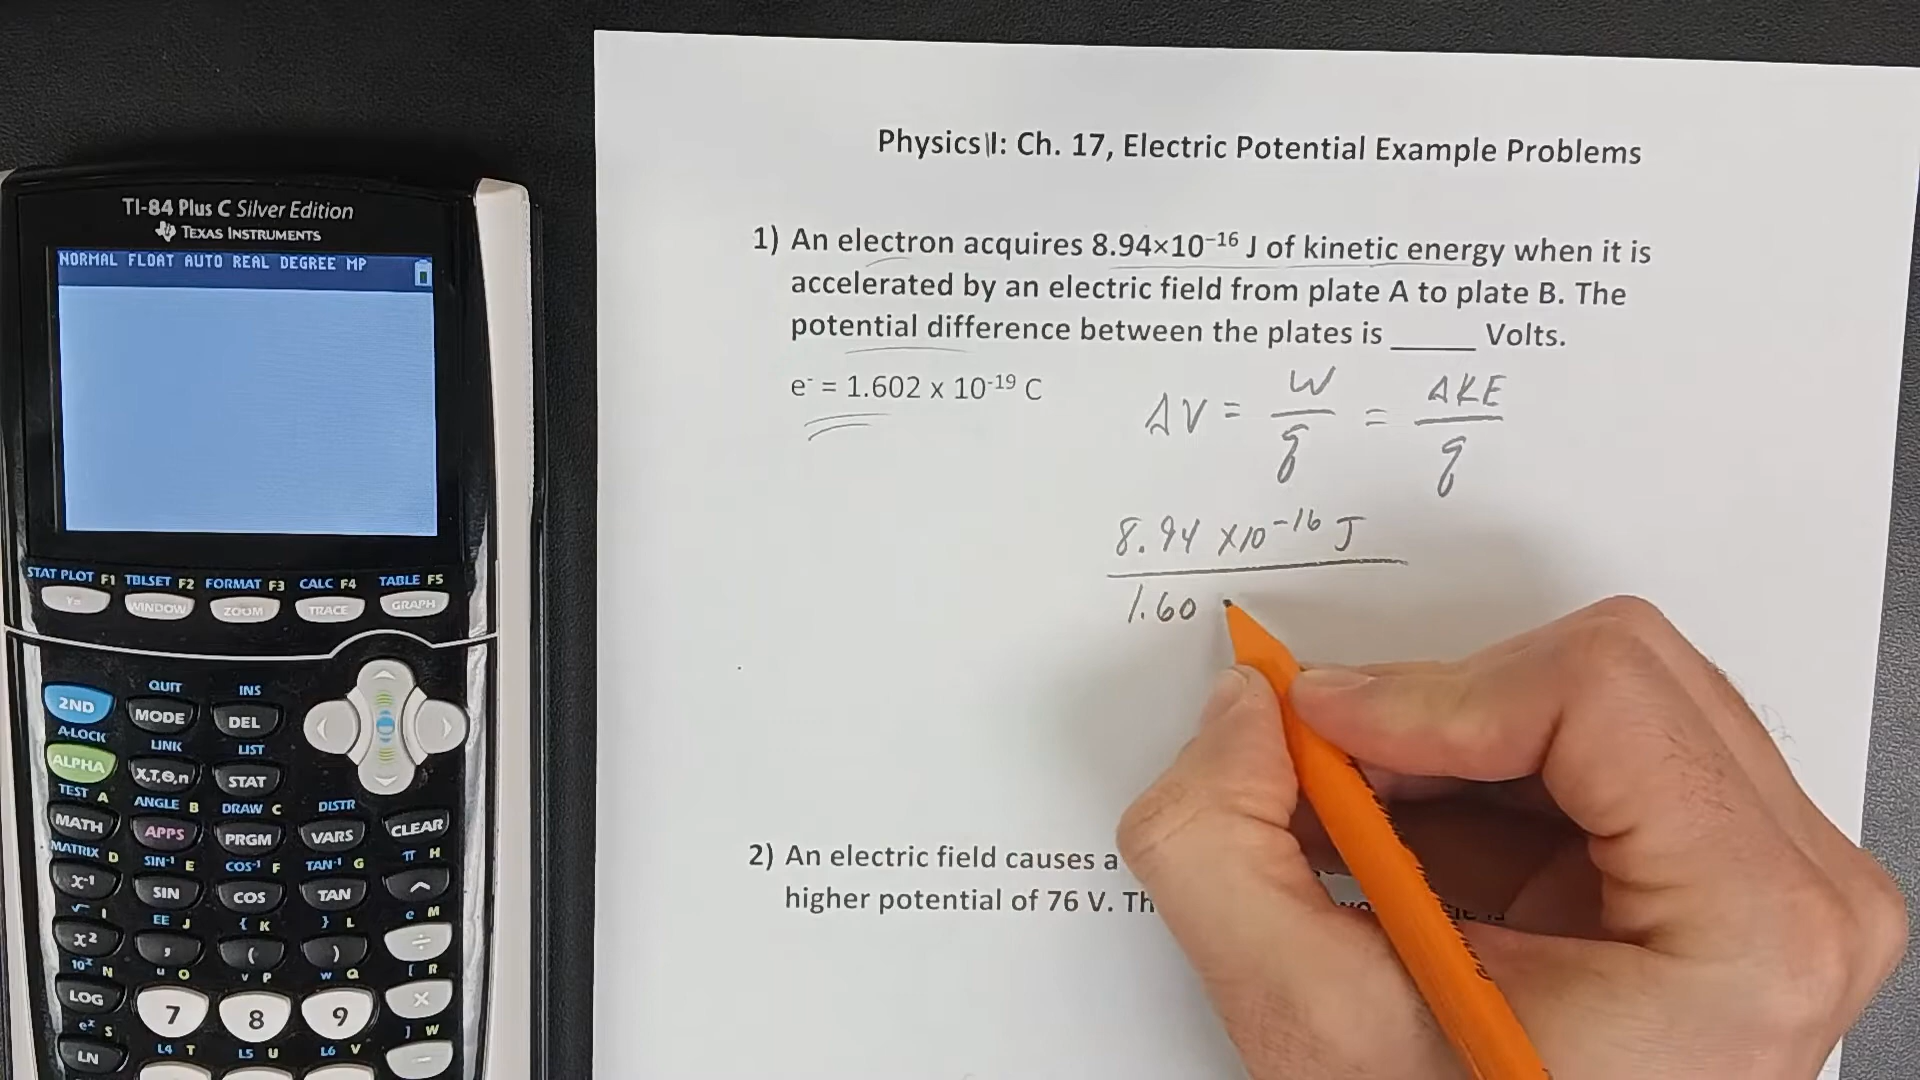 TI-84 Plus C Silver Edition
TEXAS INSTRUMENTS
NORMAL FLOAT AUTO REAL DEGREE MP
STAT PLOT F1 TBLSET F2 FORMAT F3 CALC F4 TABLE F5
Y= WINDOW ZOOM TRACE GRAPH
QUIT INS
2ND MODE DEL
A-LOCK LINK LIST
ALPHA X,T,Θ,n STAT
TEST A ANGLE B DRAW C DISTR
MATH APPS PRGM VARS CLEAR
MATRIX D SIN⁻¹ E COS⁻¹ F TAN⁻¹ G π H
x⁻¹ SIN COS TAN ^
√ I EE J { K } L e M
x² , ( ) ÷
10ˣ N u O v P w Q [ R
LOG 7 8 9 ×
eˣ S L4 T L5 U L6 V ] W
LN −
Physics II: Ch. 17, Electric Potential Example Problems
1) An electron acquires 8.94×10⁻¹⁶ J of kinetic energy when it is
accelerated by an electric field from plate A to plate B. The
potential difference between the plates is _____ Volts.
e⁻ = 1.602 x 10⁻¹⁹ C
ΔV = W/q = ΔKE/q
8.94 x10⁻¹⁶ J
1.60
2) An electric field causes a
higher potential of 76 V.